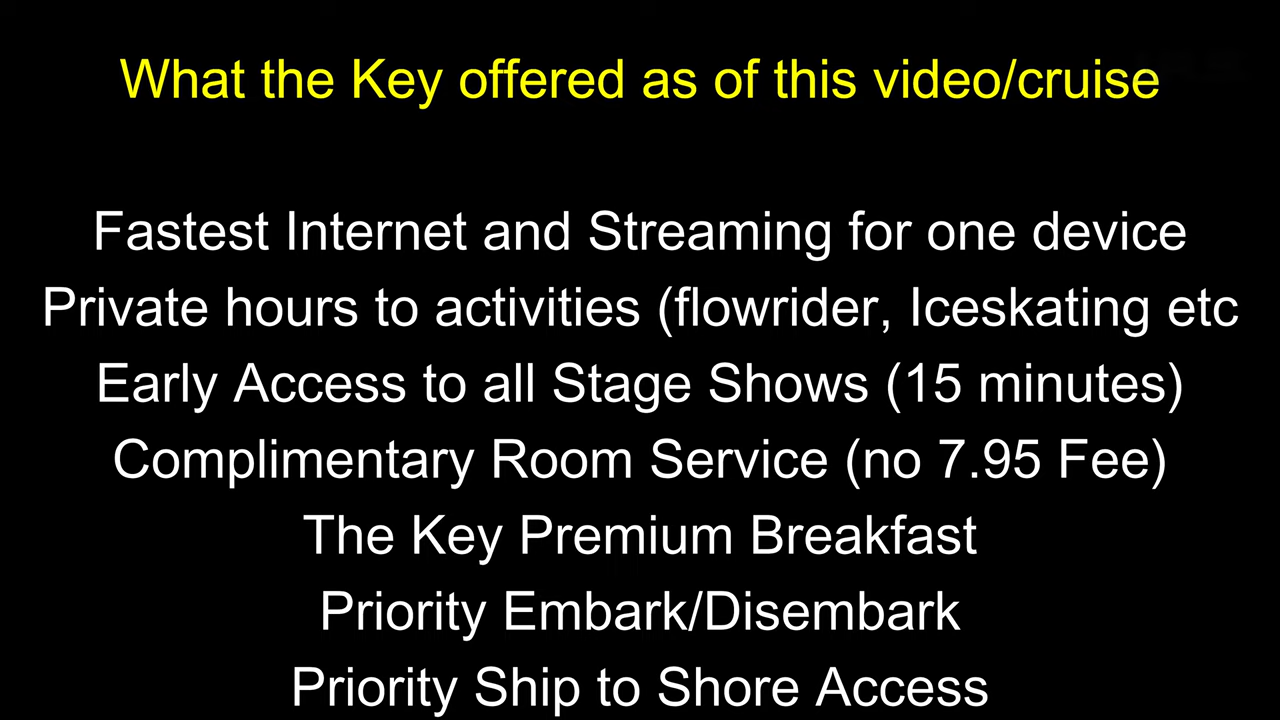 What the Key offered as of this video/cruise
Fastest Internet and Streaming for one device
Private hours to activities (flowrider, Iceskating etc
Early Access to all Stage Shows (15 minutes)
Complimentary Room Service (no 7.95 Fee)
The Key Premium Breakfast
Priority Embark/Disembark
Priority Ship to Shore Access